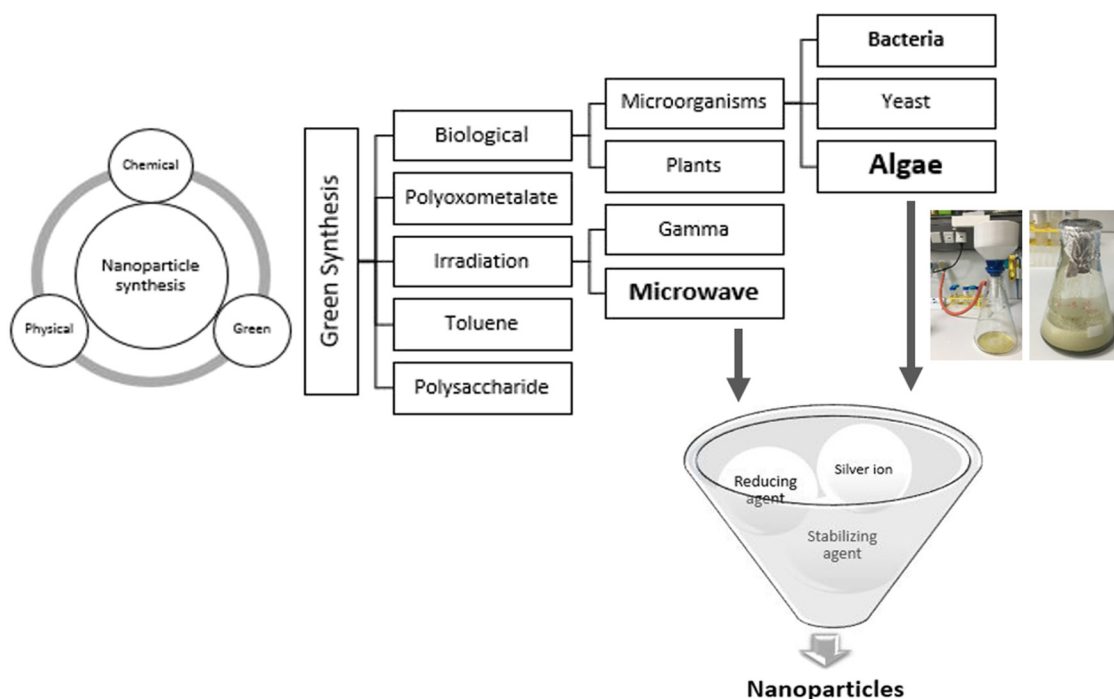 Chemical
Nanoparticle
synthesis
Physical
Green
Green Synthesis
Biological
Polyoxometalate
Irradiation
Toluene
Polysaccharide
Microorganisms
Plants
Gamma
Microwave
Bacteria
Yeast
Algae
Reducing
agent
Silver ion
Stabilizing
agent
Nanoparticles